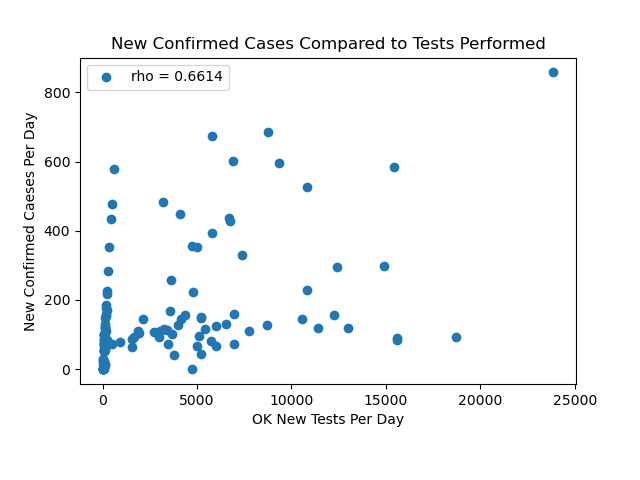 New Confirmed Cases Compared to Tests Performed
rho = 0.6614
800
600
400
200
0
New Confirmed Caeses Per Day
0 5000 10000 15000 20000 25000
OK New Tests Per Day